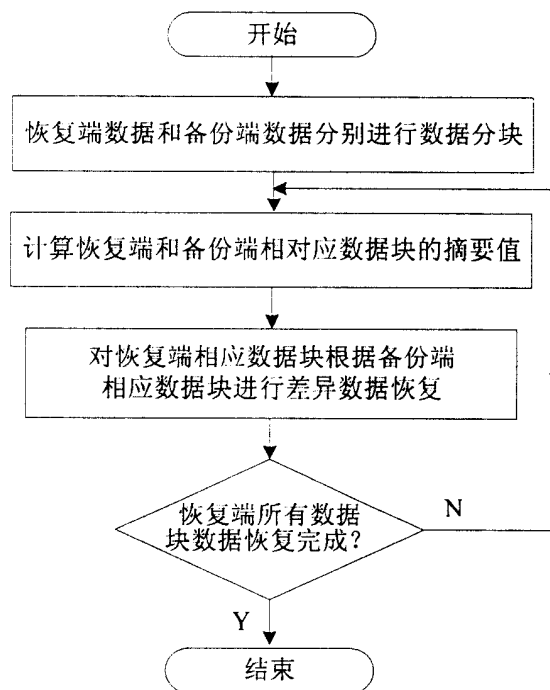 开始
恢复端数据和备份端数据分别进行数据分块
计算恢复端和备份端相对应数据块的摘要值
对恢复端相应数据块根据备份端
相应数据块进行差异数据恢复
恢复端所有数据
块数据恢复完成?
N
Y
结束